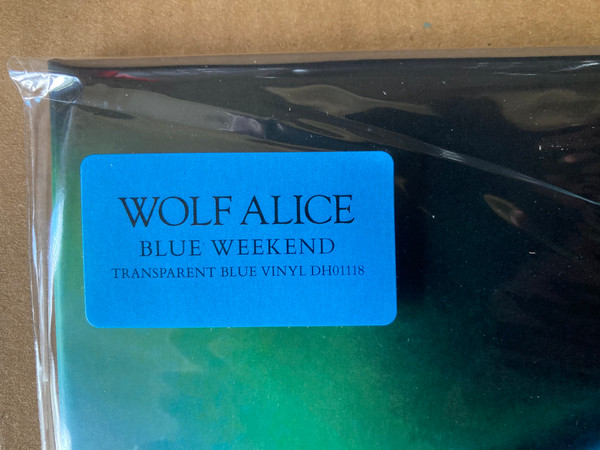 WOLF ALICE
BLUE WEEKEND
TRANSPARENT BLUE VINYL DH01118